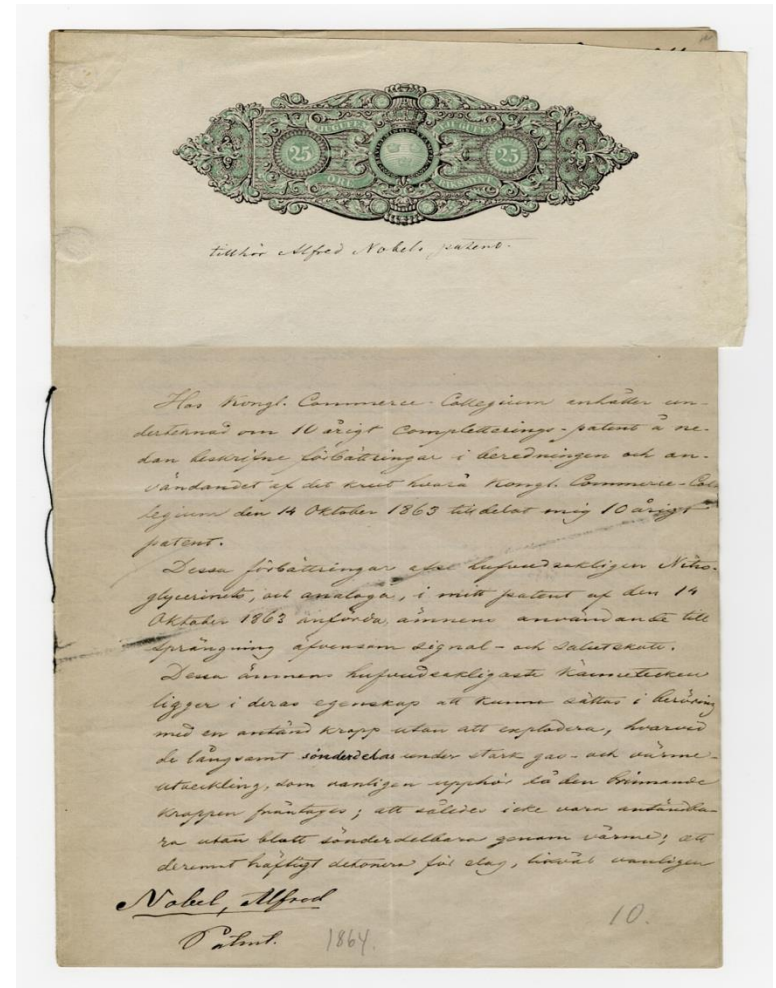 25 25
ÖRE
tillhör Alfred Nobels patent.
Hos Kongl. Commerce-Collegium anhåller un-
dertecknad om 10 årigt completterings-patent å ne-
dan beskrifne förbättringar i beredningen och an-
vändandet af det krut hvarå Kongl. Commerce-Col-
legium den 14 Oktober 1863 tilldelat mig 10 årigt
patent.
Dessa förbättringar afse hufvudsakligen Nitro-
glycerinets, och analoga, i mitt patent af den 14
Oktober 1863 anförda, ämnens användande till
sprängning äfvensom signal- och salutskott.
Dessa ämnens hufvudsakligaste kännetecken
ligger i deras egenskap att kunna sättas i beröring
med en antänd kropp utan att explodera, hvarvid
de långsamt sönderdelas under stark gas- och värme-
utveckling, som vanligen upphör då den brinnande
kroppen fråntages; att således icke vara antändba-
ra utan blott sönderdelbara genom värme; att
deremot häftigt detonera för slag, likväl vanligen
Nobel, Alfred
Patent. 1864.
10.